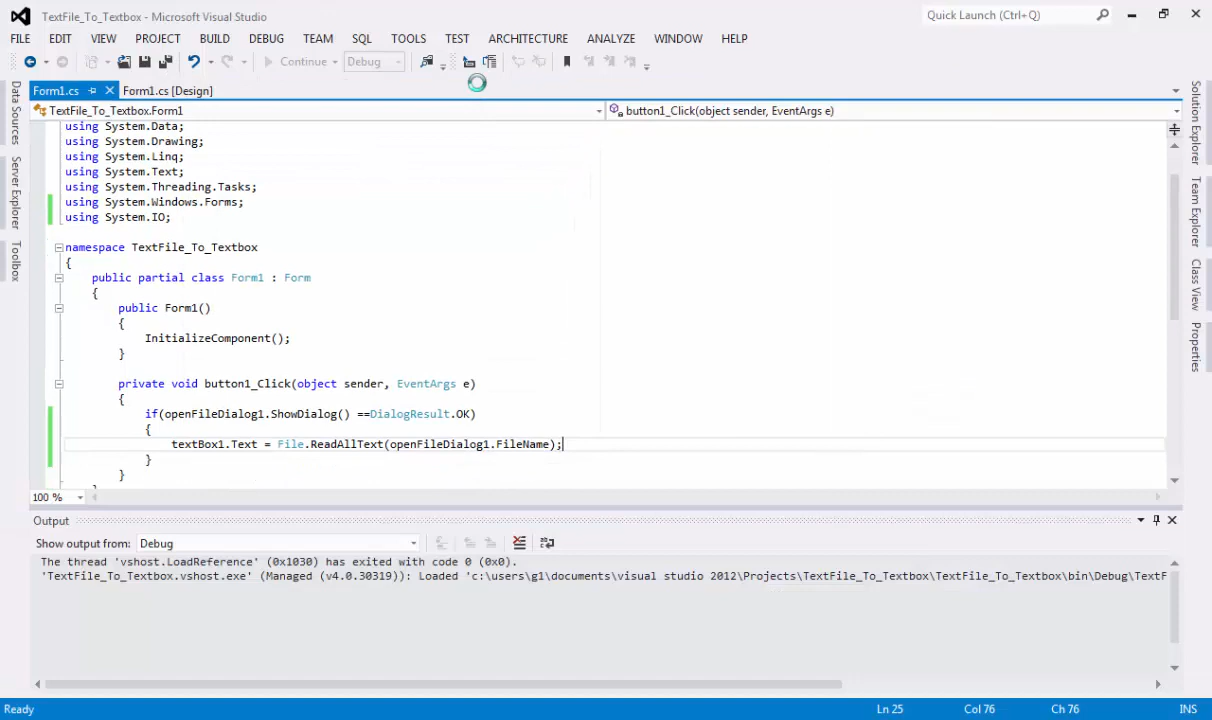 TextFile_To_Textbox - Microsoft Visual Studio
Quick Launch (Ctrl+Q)
FILE EDIT VIEW PROJECT BUILD DEBUG TEAM SQL TOOLS TEST ARCHITECTURE ANALYZE WINDOW HELP
Continue Debug
Form1.cs Form1.cs [Design]
TextFile_To_Textbox.Form1 button1_Click(object sender, EventArgs e)
Data Sources
Server Explorer
Toolbox
using System.Data;
using System.Drawing;
using System.Linq;
using System.Text;
using System.Threading.Tasks;
using System.Windows.Forms;
using System.IO;
namespace TextFile_To_Textbox
{
public partial class Form1 : Form
{
public Form1()
{
InitializeComponent();
}
private void button1_Click(object sender, EventArgs e)
{
if(openFileDialog1.ShowDialog() ==DialogResult.OK)
{
textBox1.Text = File.ReadAllText(openFileDialog1.FileName);
}
}
100 %
Solution Explorer
Team Explorer
Class View
Properties
Output
Show output from: Debug
The thread 'vshost.LoadReference' (0x1030) has exited with code 0 (0x0).
'TextFile_To_Textbox.vshost.exe' (Managed (v4.0.30319)): Loaded 'c:\users\g1\documents\visual studio 2012\Projects\TextFile_To_Textbox\TextFile_To_Textbox\bin\Debug\TextF
Ready Ln 25 Col 76 Ch 76 INS